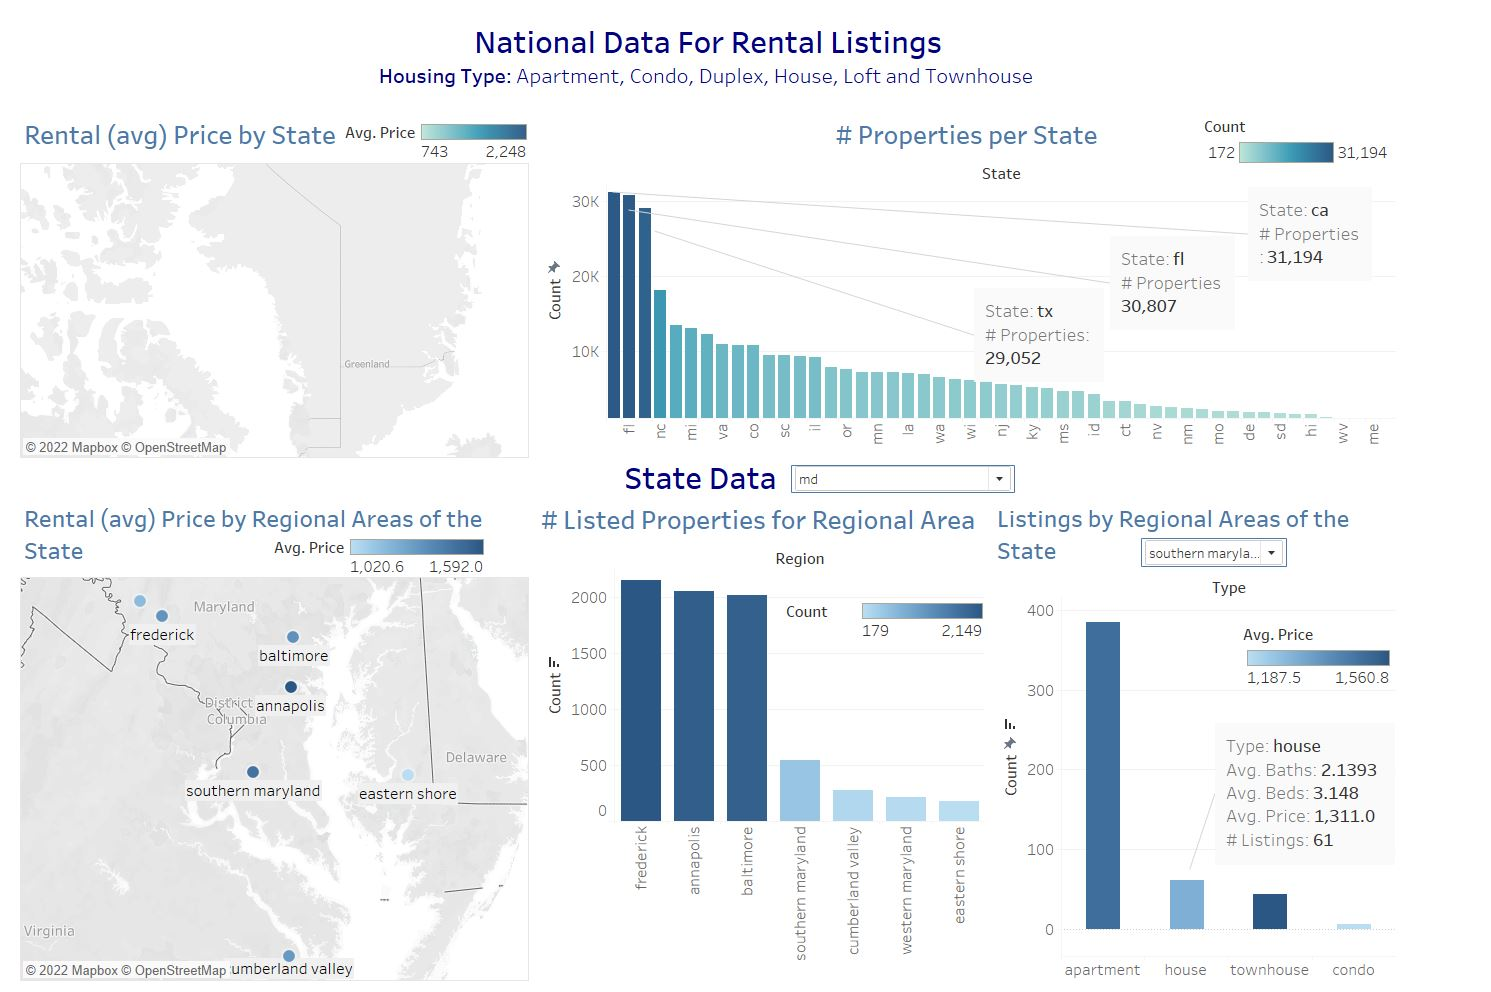 National Data For Rental Listings
Housing Type: Apartment, Condo, Duplex, House, Loft and Townhouse
Rental (avg) Price by State
Avg. Price
743 2,248
Greenland
© 2022 Mapbox © OpenStreetMap
# Properties per State
Count
172 31,194
State
30K
20K
10K
Count
State: ca
# Properties
: 31,194
State: fl
# Properties
30,807
State: tx
# Properties:
29,052
fl nc mi va co sc il or mn la wa wi nj ky ms id ct nv nm mo de sd hi wv me
State Data
md
Rental (avg) Price by Regional Areas of the
State
Avg. Price
1,020.6 1,592.0
Maryland
frederick
baltimore
District
Columbia
annapolis
Delaware
southern maryland
eastern shore
Virginia
© 2022 Mapbox © OpenStreetMap
umberland valley
# Listed Properties for Regional Area
Region
Count
179 2,149
2000
1500
1000
500
0
Count
frederick
annapolis
baltimore
southern maryland
cumberland valley
western maryland
eastern shore
Listings by Regional Areas of the
State
southern maryla...
Type
400
300
200
100
0
Count
Avg. Price
1,187.5 1,560.8
Type: house
Avg. Baths: 2.1393
Avg. Beds: 3.148
Avg. Price: 1,311.0
# Listings: 61
apartment house townhouse condo